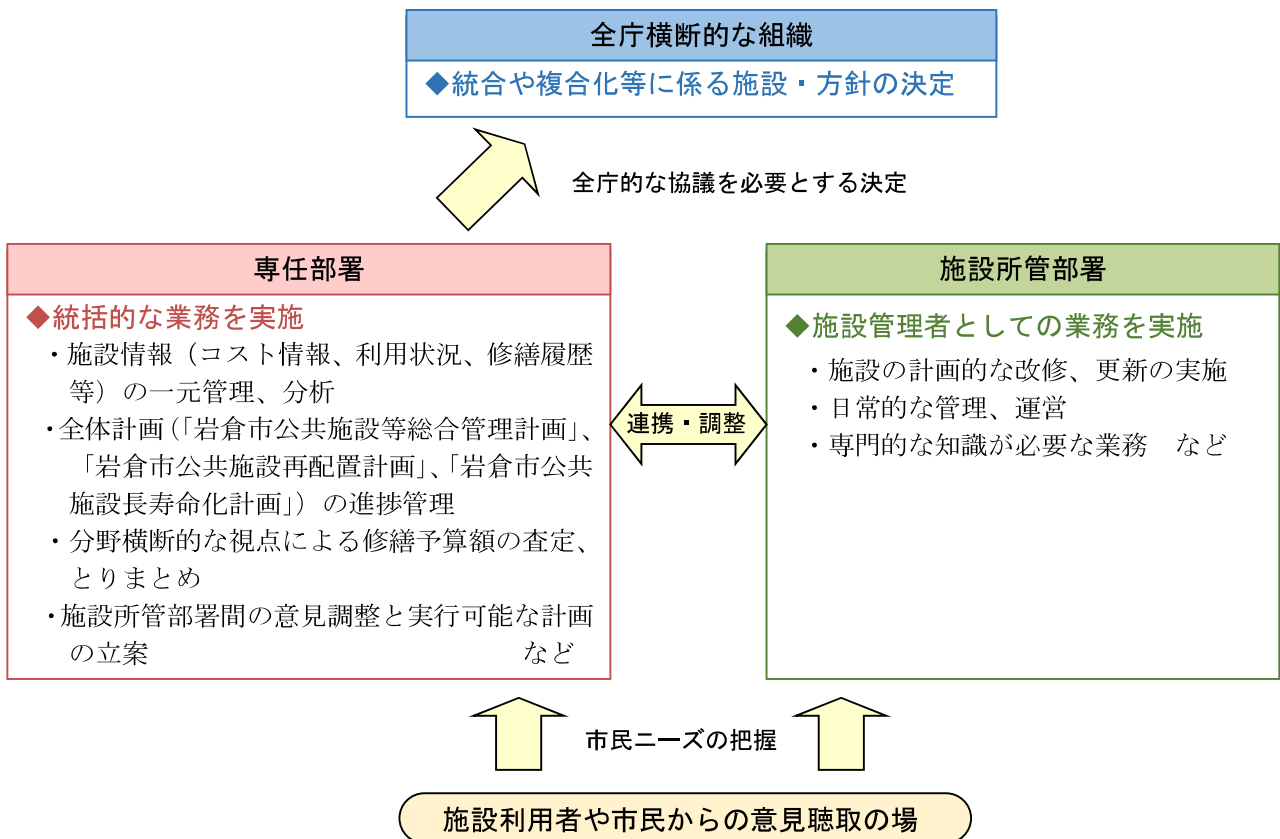 全庁横断的な組織
◆統合や複合化等に係る施設・方針の決定
全庁的な協議を必要とする決定
専任部署
◆統括的な業務を実施
・施設情報（コスト情報、利用状況、修繕履歴
等）の一元管理、分析
・全体計画（「岩倉市公共施設等総合管理計画」、
「岩倉市公共施設再配置計画」、「岩倉市公共
施設長寿命化計画」）の進捗管理
・分野横断的な視点による修繕予算額の査定、
とりまとめ
・施設所管部署間の意見調整と実行可能な計画
の立案　など
連携・調整
施設所管部署
◆施設管理者としての業務を実施
・施設の計画的な改修、更新の実施
・日常的な管理、運営
・専門的な知識が必要な業務　など
市民ニーズの把握
施設利用者や市民からの意見聴取の場